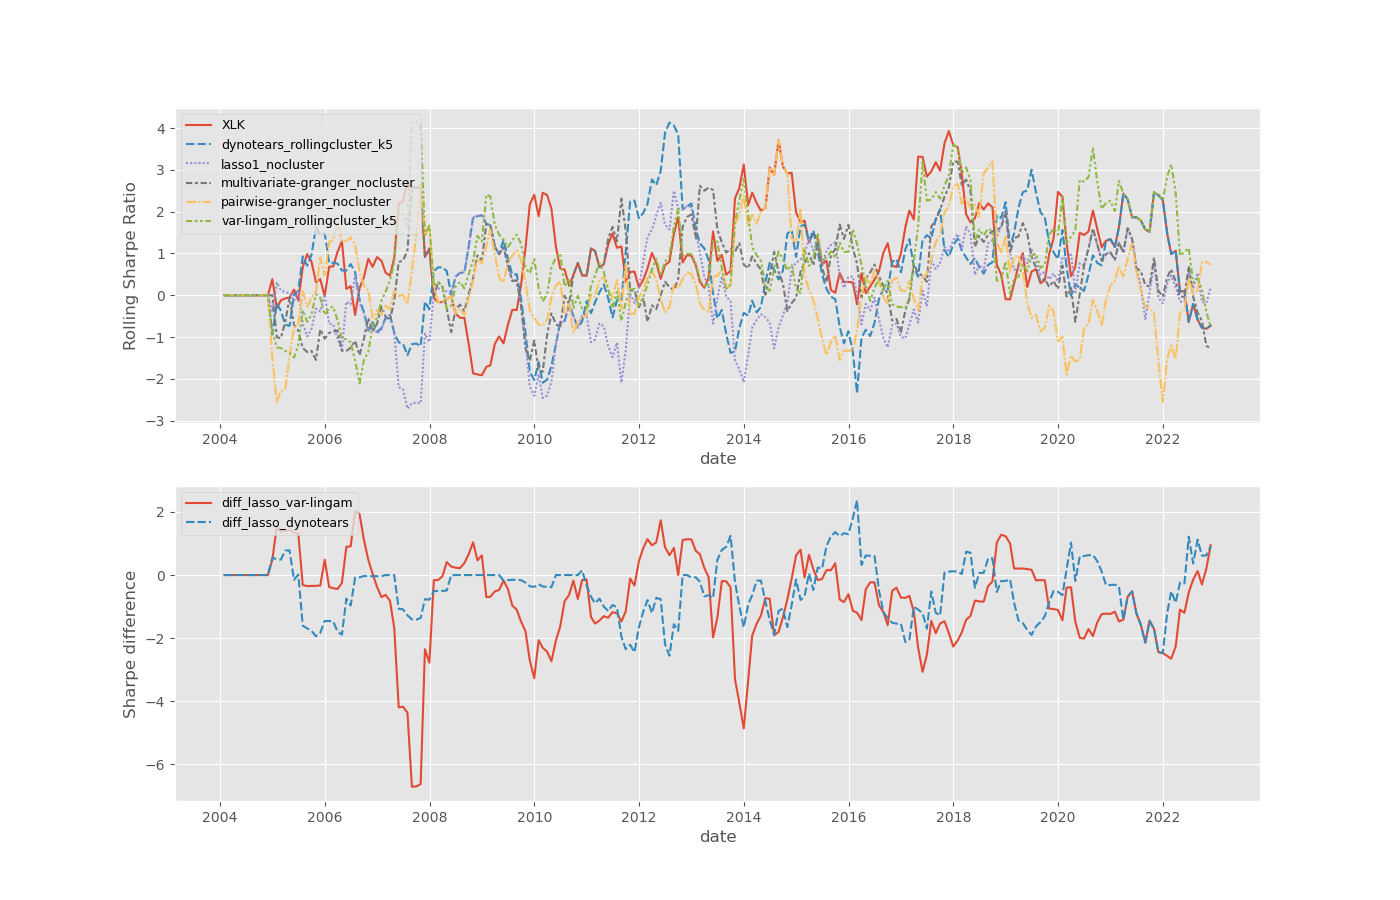 4
3
2
1
0
−1
−2
−3
Rolling Sharpe Ratio
XLK
dynotears_rollingcluster_k5
lasso1_nocluster
multivariate-granger_nocluster
pairwise-granger_nocluster
var-lingam_rollingcluster_k5
2004 2006 2008 2010 2012 2014 2016 2018 2020 2022
date
2
0
−2
−4
−6
Sharpe difference
diff_lasso_var-lingam
diff_lasso_dynotears
2004 2006 2008 2010 2012 2014 2016 2018 2020 2022
date